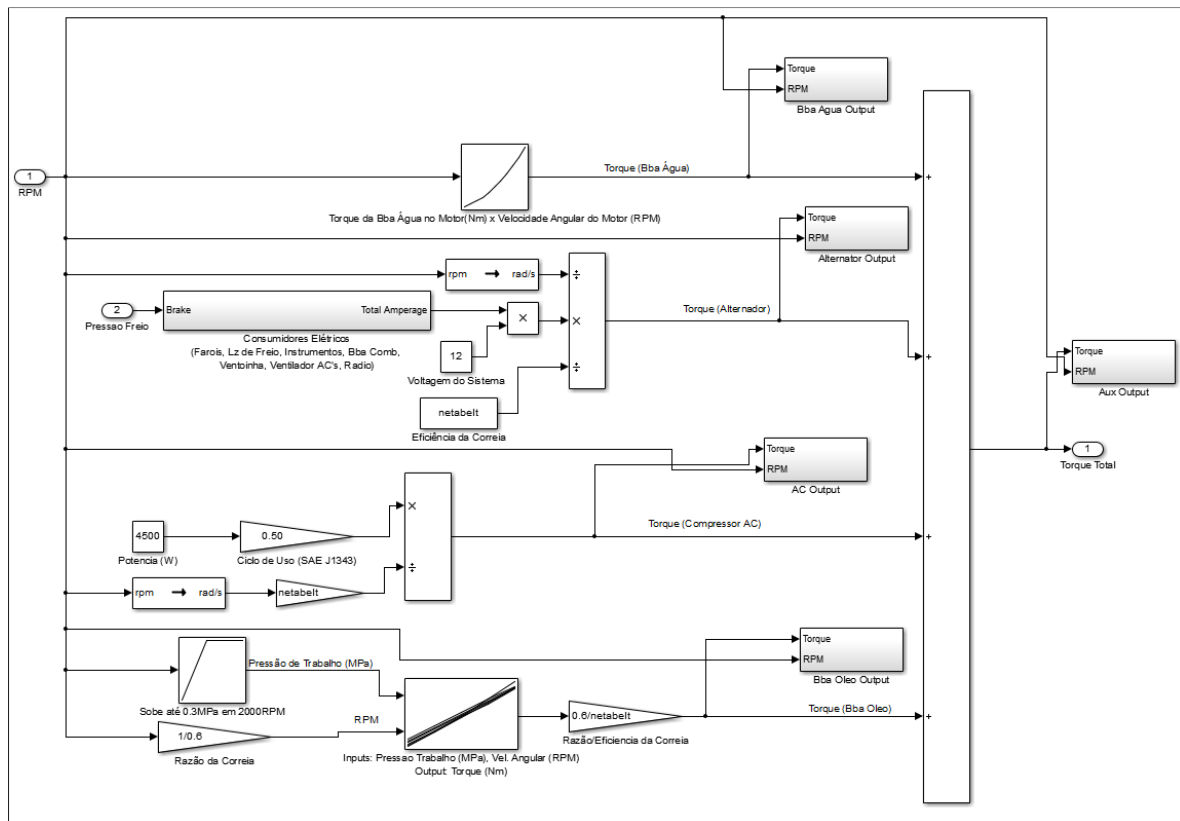 Torque
RPM
Bba Agua Output
1
RPM
Torque (Bba Água)
+
Torque da Bba Água no Motor(Nm) x Velocidade Angular do Motor (RPM)
Torque
RPM
Alternator Output
rpm → rad/s
÷
2
Pressao Freio
Brake
Total Amperage
×
×
Torque (Alternador)
Consumidores Elétricos
(Farois, Lz de Freio, Instrumentos, Bba Comb,
Ventoinha, Ventilador AC's, Radio)
12
Voltagem do Sistema
÷
+
Torque
RPM
Aux Output
netabelt
Eficiência da Correia
Torque
RPM
AC Output
1
Torque Total
×
4500
Potencia (W)
0.50
Ciclo de Uso (SAE J1343)
Torque (Compressor AC)
+
÷
rpm → rad/s
netabelt
Torque
RPM
Bba Oleo Output
Pressão de Trabalho (MPa)
Sobe até 0.3MPa em 2000RPM
RPM
1/0.6
Razão da Correia
Inputs: Pressao Trabalho (MPa), Vel. Angular (RPM)
Output: Torque (Nm)
0.6/netabelt
Razão/Eficiencia da Correia
Torque (Bba Oleo)
+